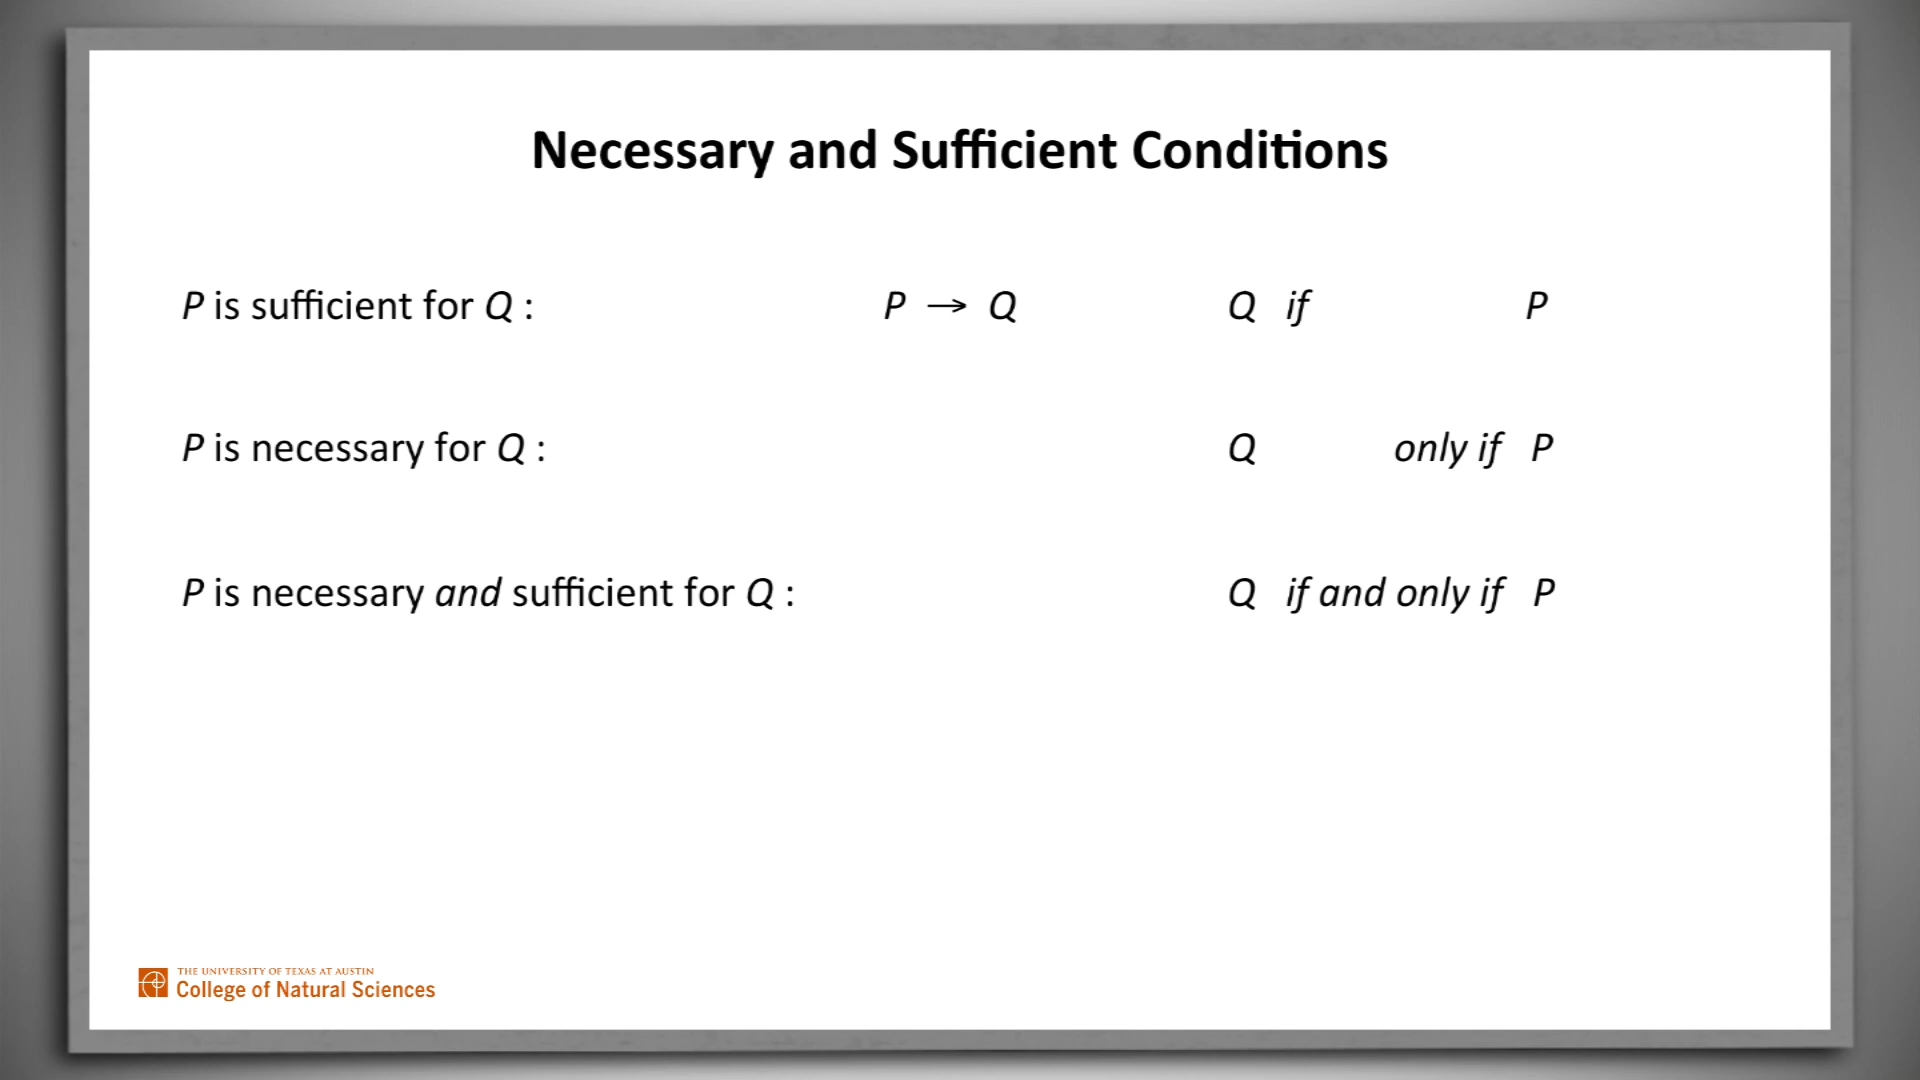 Necessary and Sufficient Conditions
P is sufficient for Q : P → Q Q if P
P is necessary for Q : Q only if P
P is necessary and sufficient for Q : Q if and only if P
THE UNIVERSITY OF TEXAS AT AUSTIN
College of Natural Sciences